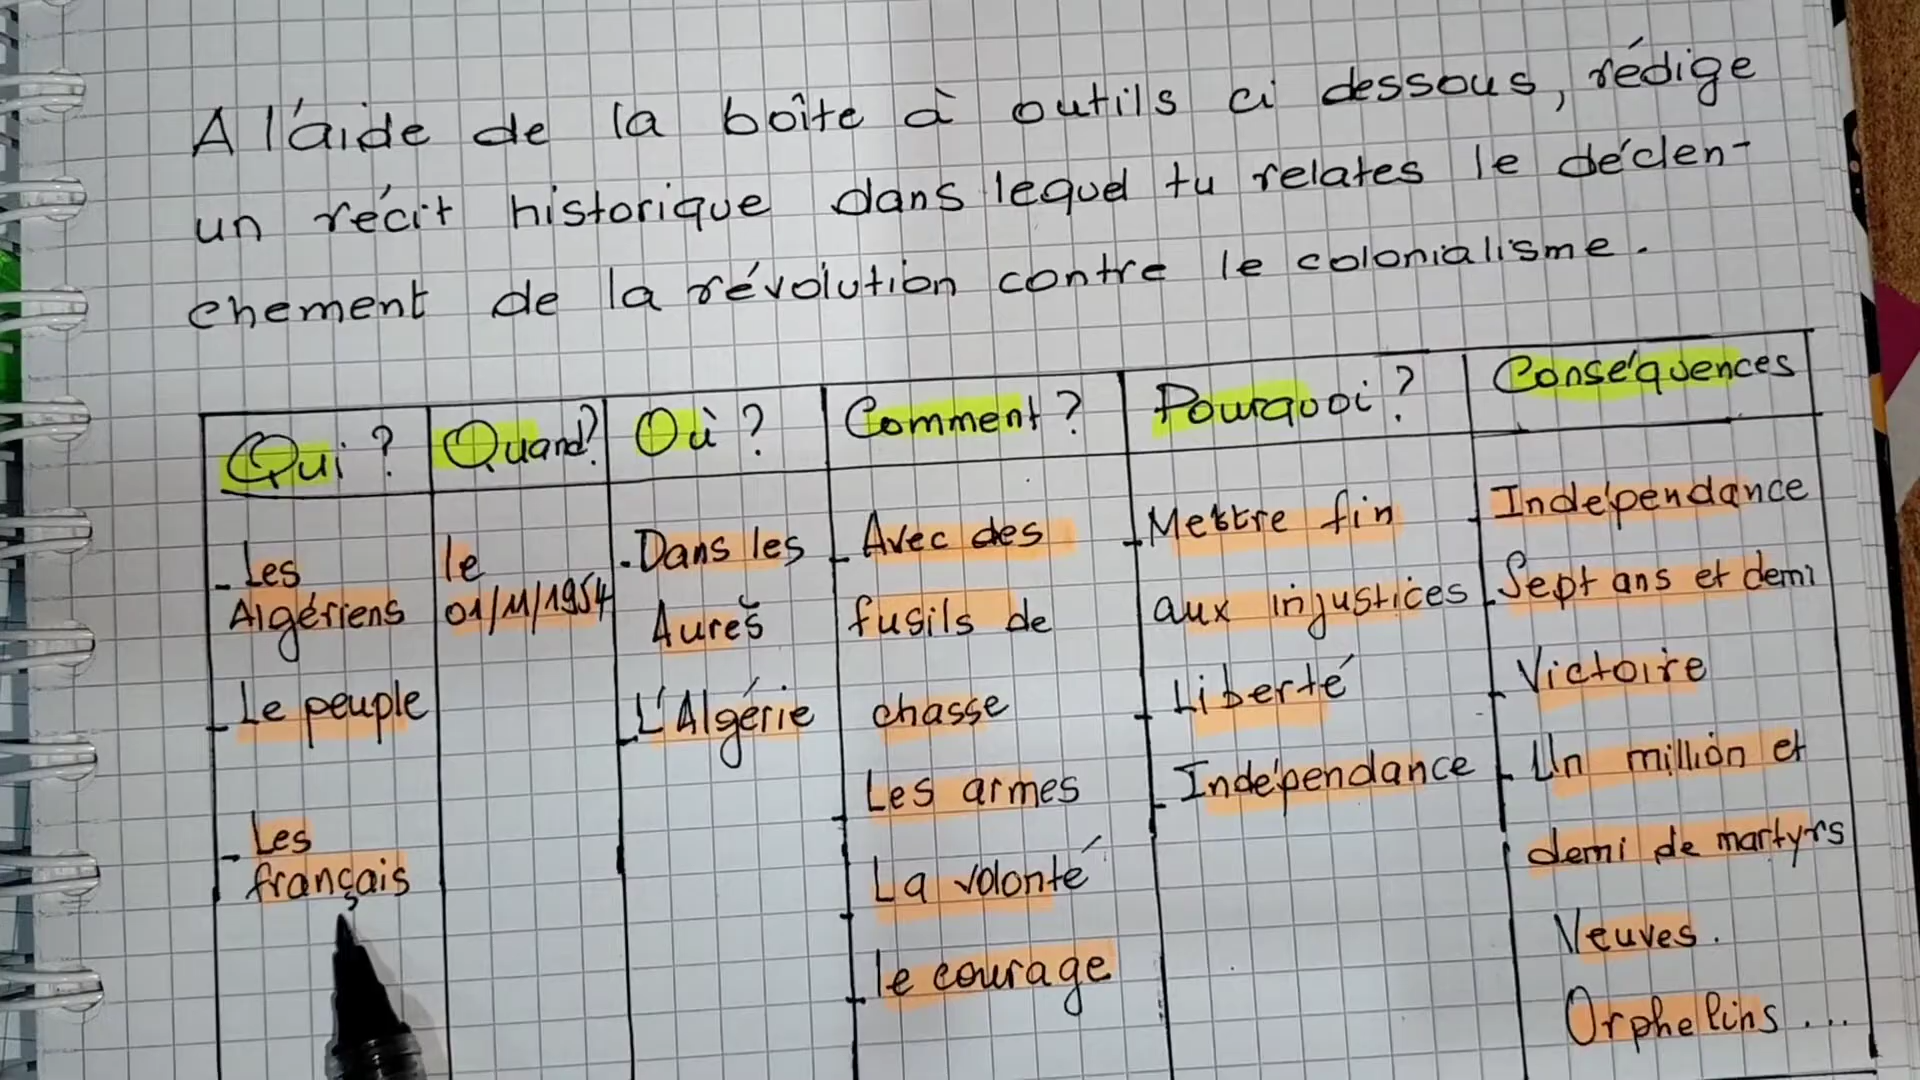 A l'aide de la boîte à outils ci dessous, rédige
un récit historique dans lequel tu relates le déclen-
chement de la révolution contre le colonialisme.
Qui ? Quand ? Où ? Comment ? Pourquoi ? Conséquences
- Les
Algériens
- Le peuple
- Les
français
le
01/11/1954
- Dans les
Aurès
- L'Algérie
- Avec des
fusils de
chasse
- Les armes
- La volonté
- le courage
- Mettre fin
aux injustices
- Liberté
- Indépendance
- Indépendance
- Sept ans et demi
- Victoire
- Un million et
demi de martyrs
Veuves.
Orphelins...